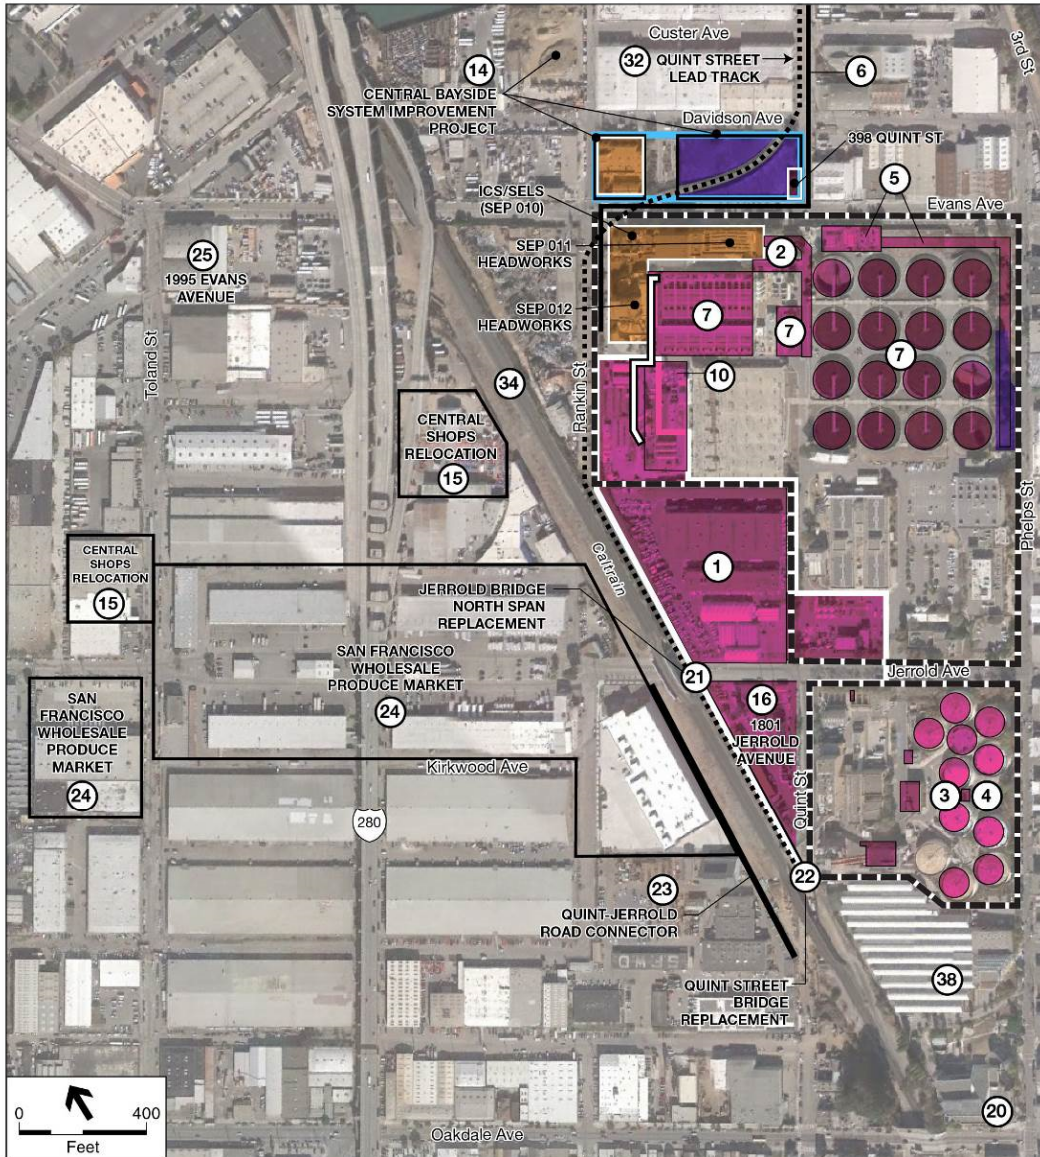 Custer Ave
3rd St
32
QUINT STREET
LEAD TRACK
6
14
CENTRAL BAYSIDE
SYSTEM IMPROVEMENT
PROJECT
Davidson Ave
398 QUINT ST
5
ICS/SELS
(SEP 010)
Evans Ave
SEP 011
HEADWORKS
2
25
1995 EVANS
AVENUE
SEP 012
HEADWORKS
7
7
7
Toland St
34
Rankin St
10
CENTRAL
SHOPS
RELOCATION
15
Phelps St
CENTRAL
SHOPS
RELOCATION
15
Caltrain
1
JERROLD BRIDGE
NORTH SPAN
REPLACEMENT
SAN FRANCISCO
WHOLESALE
PRODUCE MARKET
24
21
Jerrold Ave
16
1801
JERROLD
AVENUE
SAN
FRANCISCO
WHOLESALE
PRODUCE
MARKET
24
Kirkwood Ave
Quint St
3
4
280
22
23
QUINT-JERROLD
ROAD CONNECTOR
38
QUINT STREET
BRIDGE
REPLACEMENT
20
0
400
Feet
Oakdale Ave